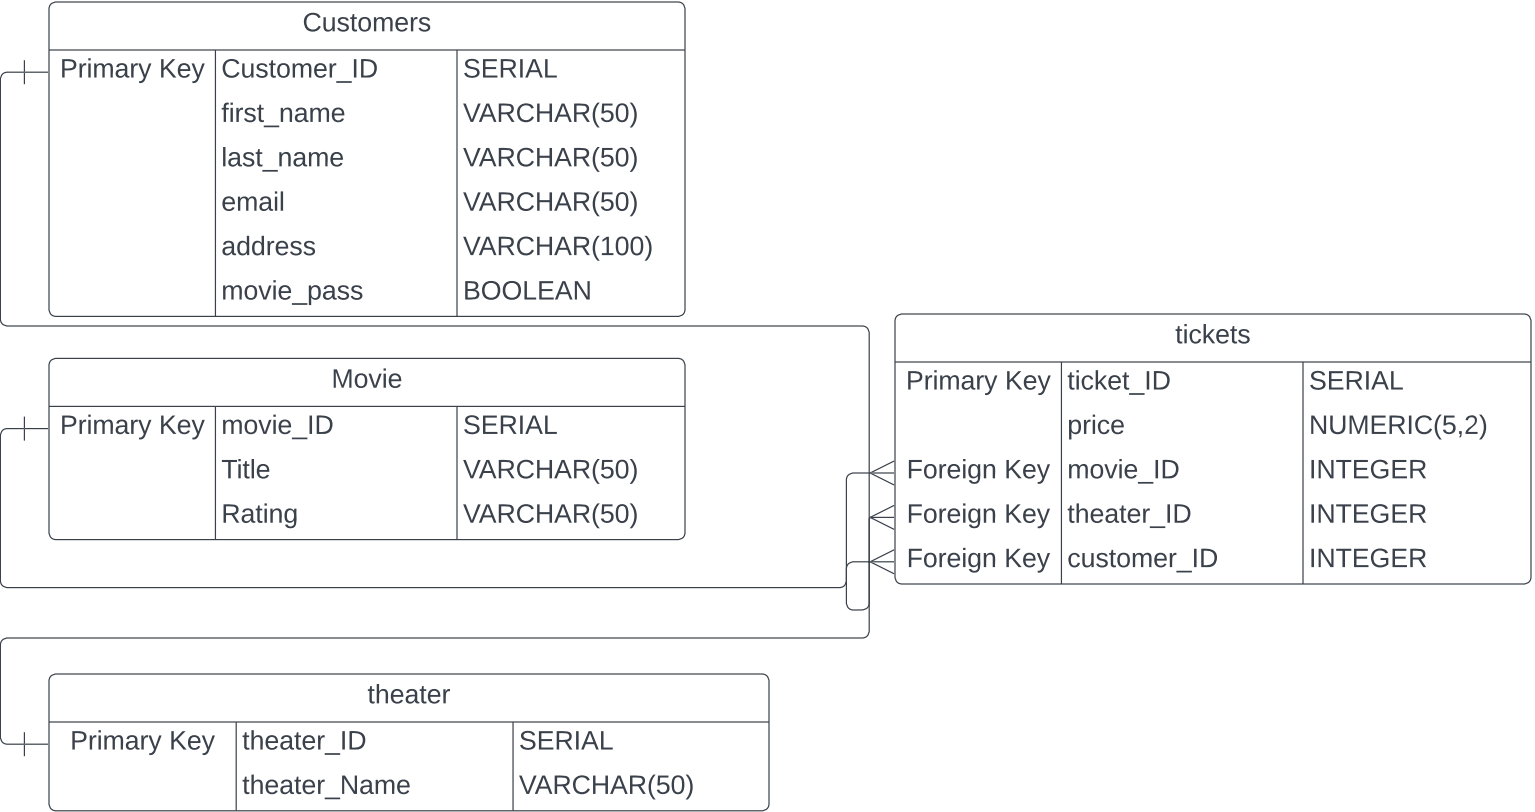 Customers
Primary Key Customer_ID SERIAL
first_name VARCHAR(50)
last_name VARCHAR(50)
email VARCHAR(50)
address VARCHAR(100)
movie_pass BOOLEAN
Movie
Primary Key movie_ID SERIAL
Title VARCHAR(50)
Rating VARCHAR(50)
tickets
Primary Key ticket_ID SERIAL
price NUMERIC(5,2)
Foreign Key movie_ID INTEGER
Foreign Key theater_ID INTEGER
Foreign Key customer_ID INTEGER
theater
Primary Key theater_ID SERIAL
theater_Name VARCHAR(50)